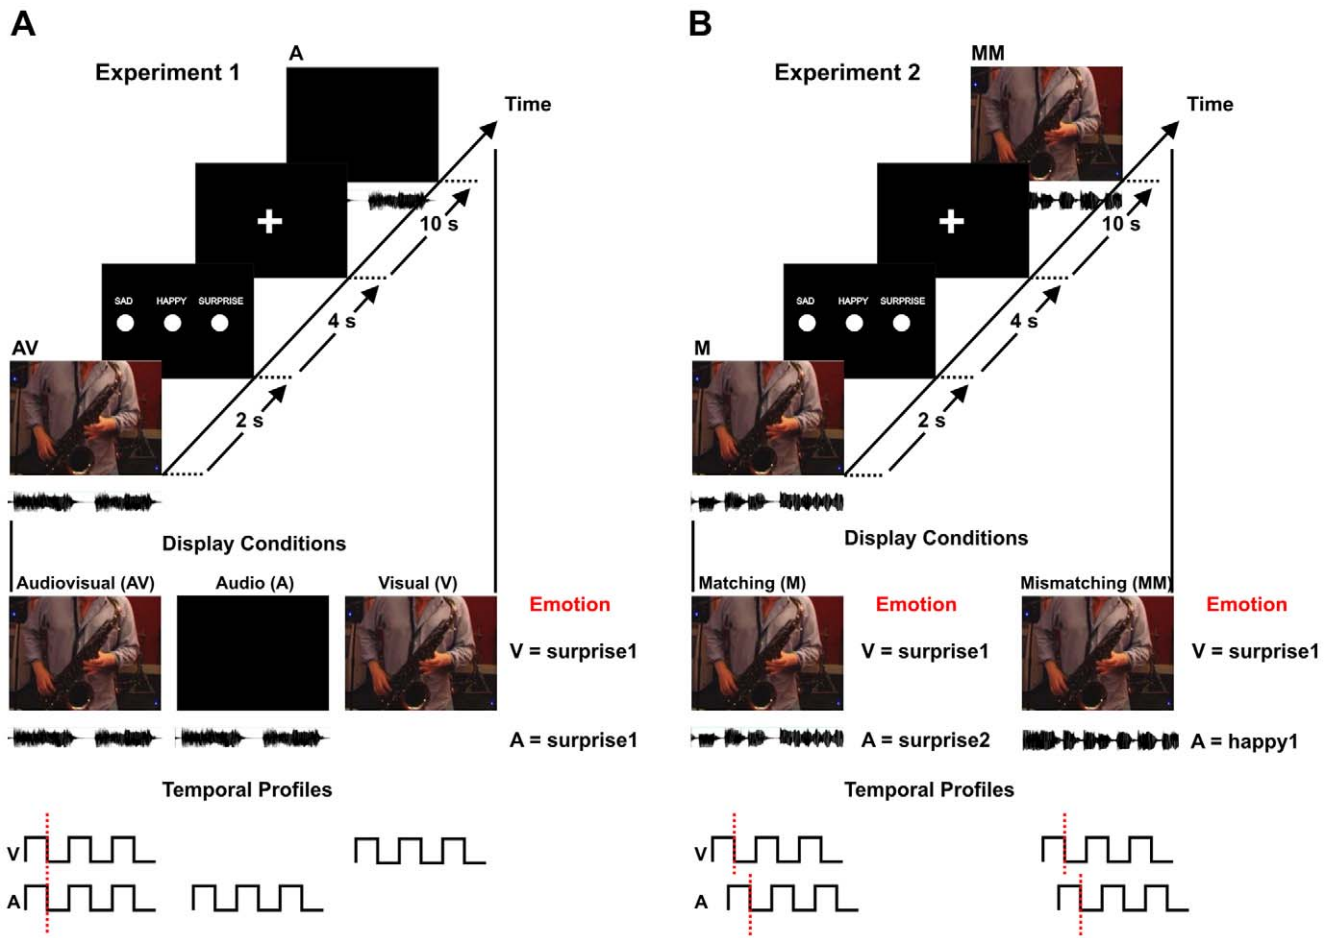 A
Experiment 1
A
Time
10 s
SAD HAPPY SURPRISE
4 s
AV
2 s
Display Conditions
Audiovisual (AV) Audio (A) Visual (V)
Emotion
V = surprise1
A = surprise1
Temporal Profiles
V
A
B
Experiment 2
MM
Time
10 s
SAD HAPPY SURPRISE
4 s
M
2 s
Display Conditions
Matching (M) Emotion Mismatching (MM) Emotion
V = surprise1 V = surprise1
A = surprise2 A = happy1
Temporal Profiles
V
A